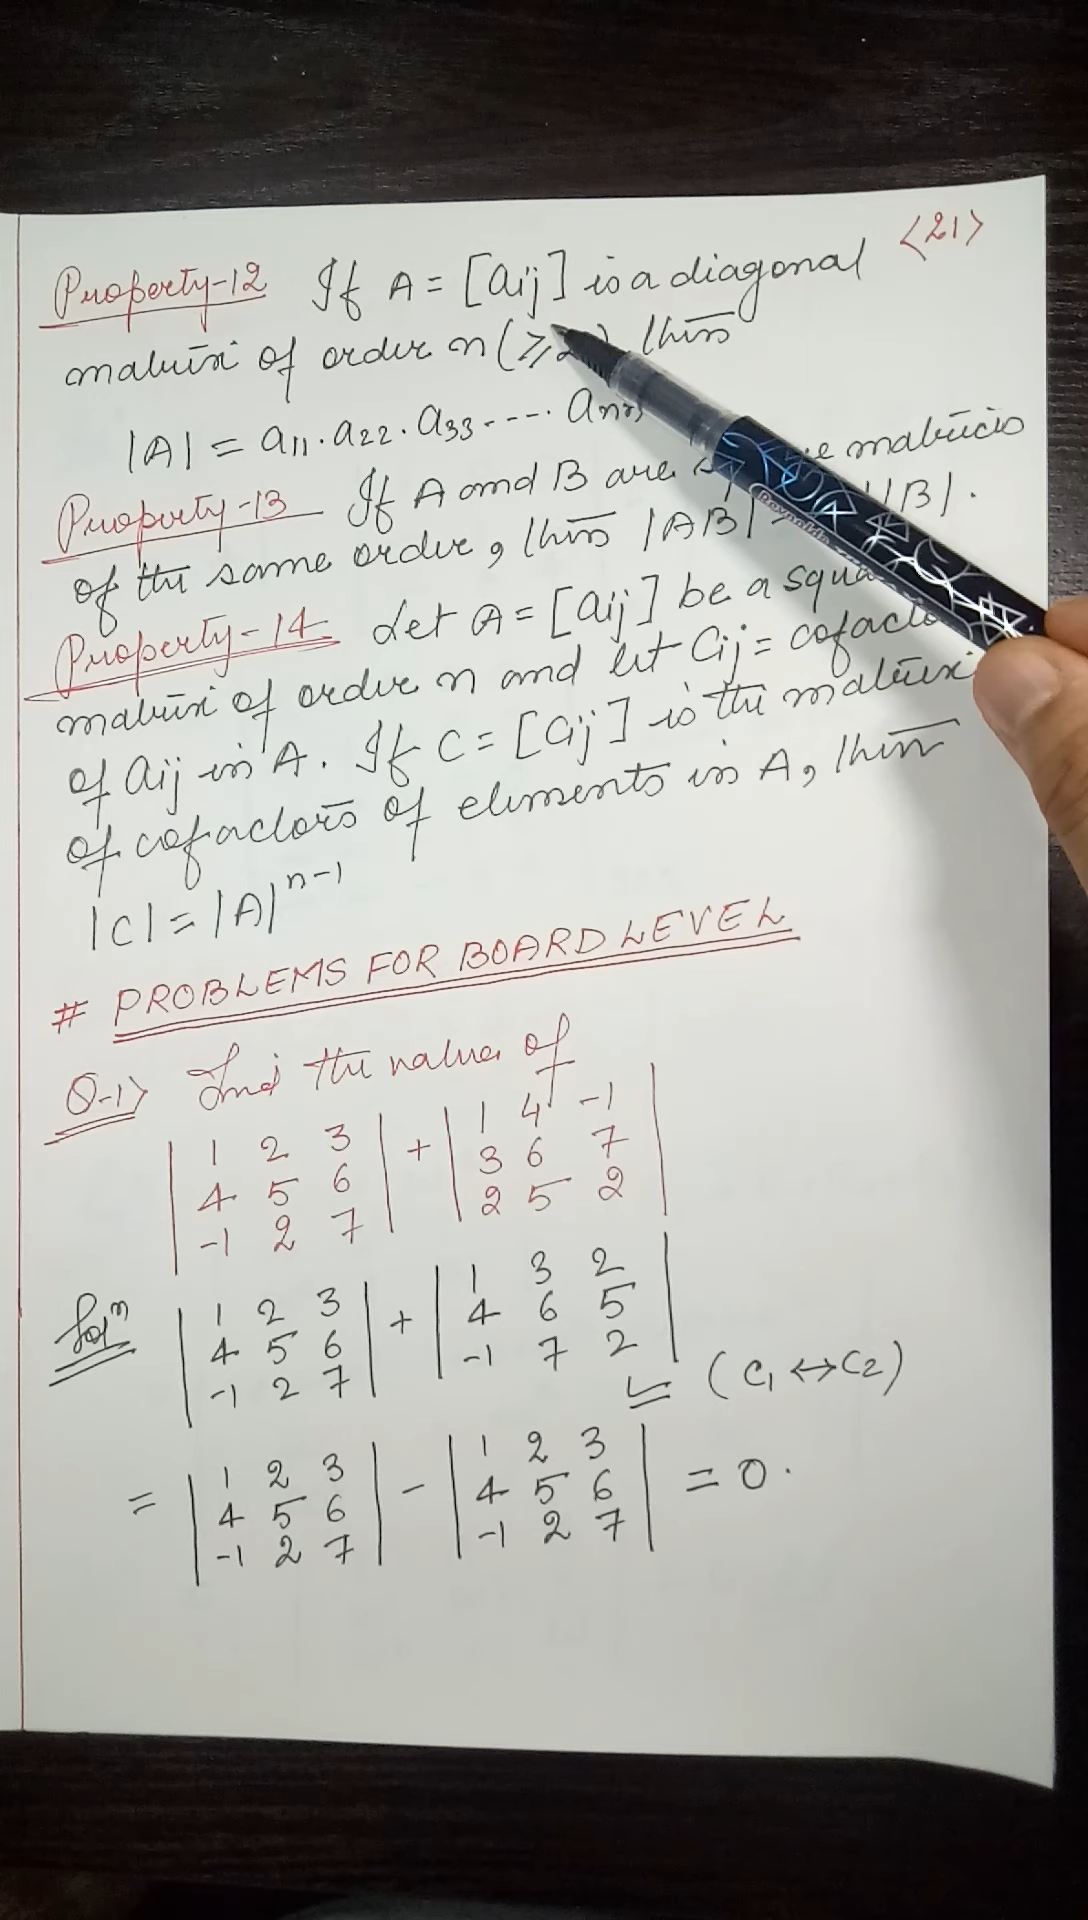 <21>
Property-12 If A = [aij] is a diagonal
matrix of order n (≥2), then
|A| = a11. a22. a33---. ann
Property-13 If A and B are square matrices
of the same order, then |AB| = |B|.
Property-14 Let A = [aij] be a square
matrix of order n and let Cij = cofactor
of aij in A. If C = [Cij] is the matrix
of cofactors of elements in A, then
|C| = |A|^n-1
# PROBLEMS FOR BOARD LEVEL
Q-1> Find the value of
| 1 2 3 | + | 1 4 -1 |
| 4 5 6 | | 3 6 7 |
| -1 2 7 | | 2 5 2 |
Sol^n | 1 2 3 | + | 1 3 2 |
| 4 5 6 | | 4 6 5 |
| -1 2 7 | | -1 7 2 |
(C1 ↔ C2)
= | 1 2 3 | - | 1 2 3 | = 0.
| 4 5 6 | | 4 5 6 |
| -1 2 7 | | -1 2 7 |
Reynolds